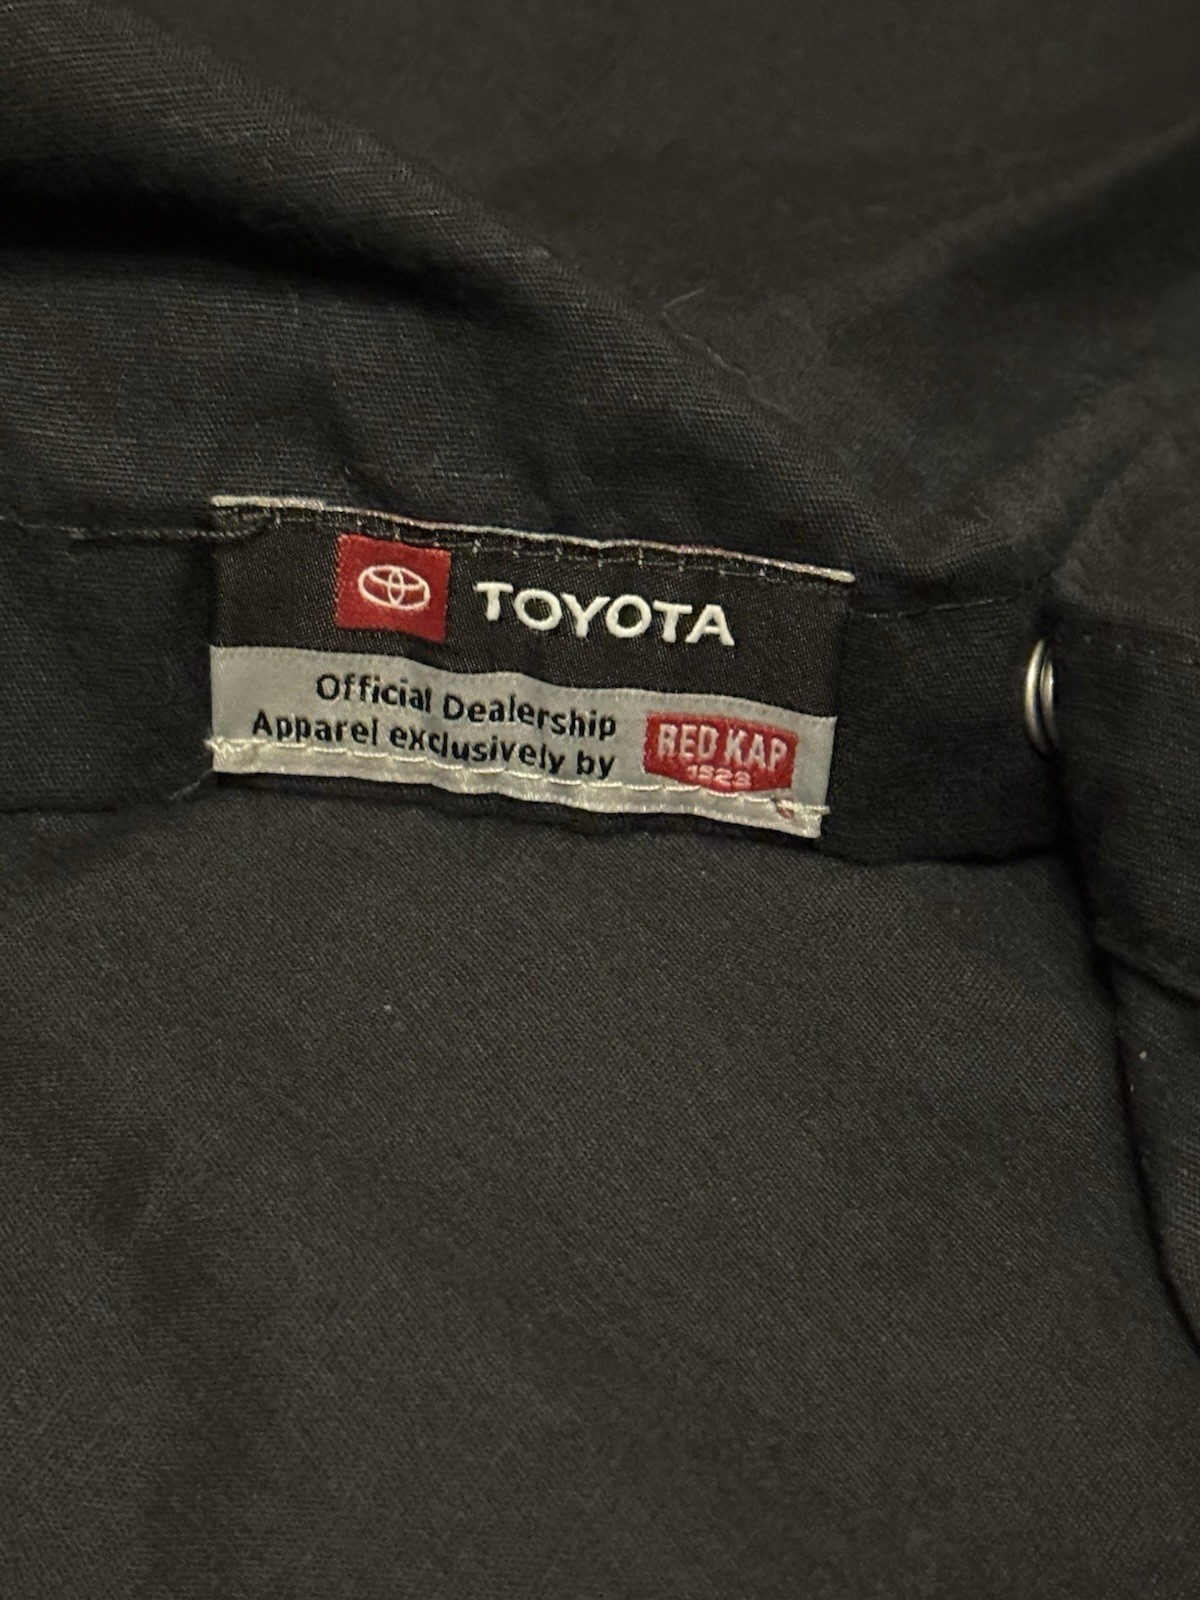 TOYOTA
Official Dealership
Apparel exclusively by
RED KAP
1923